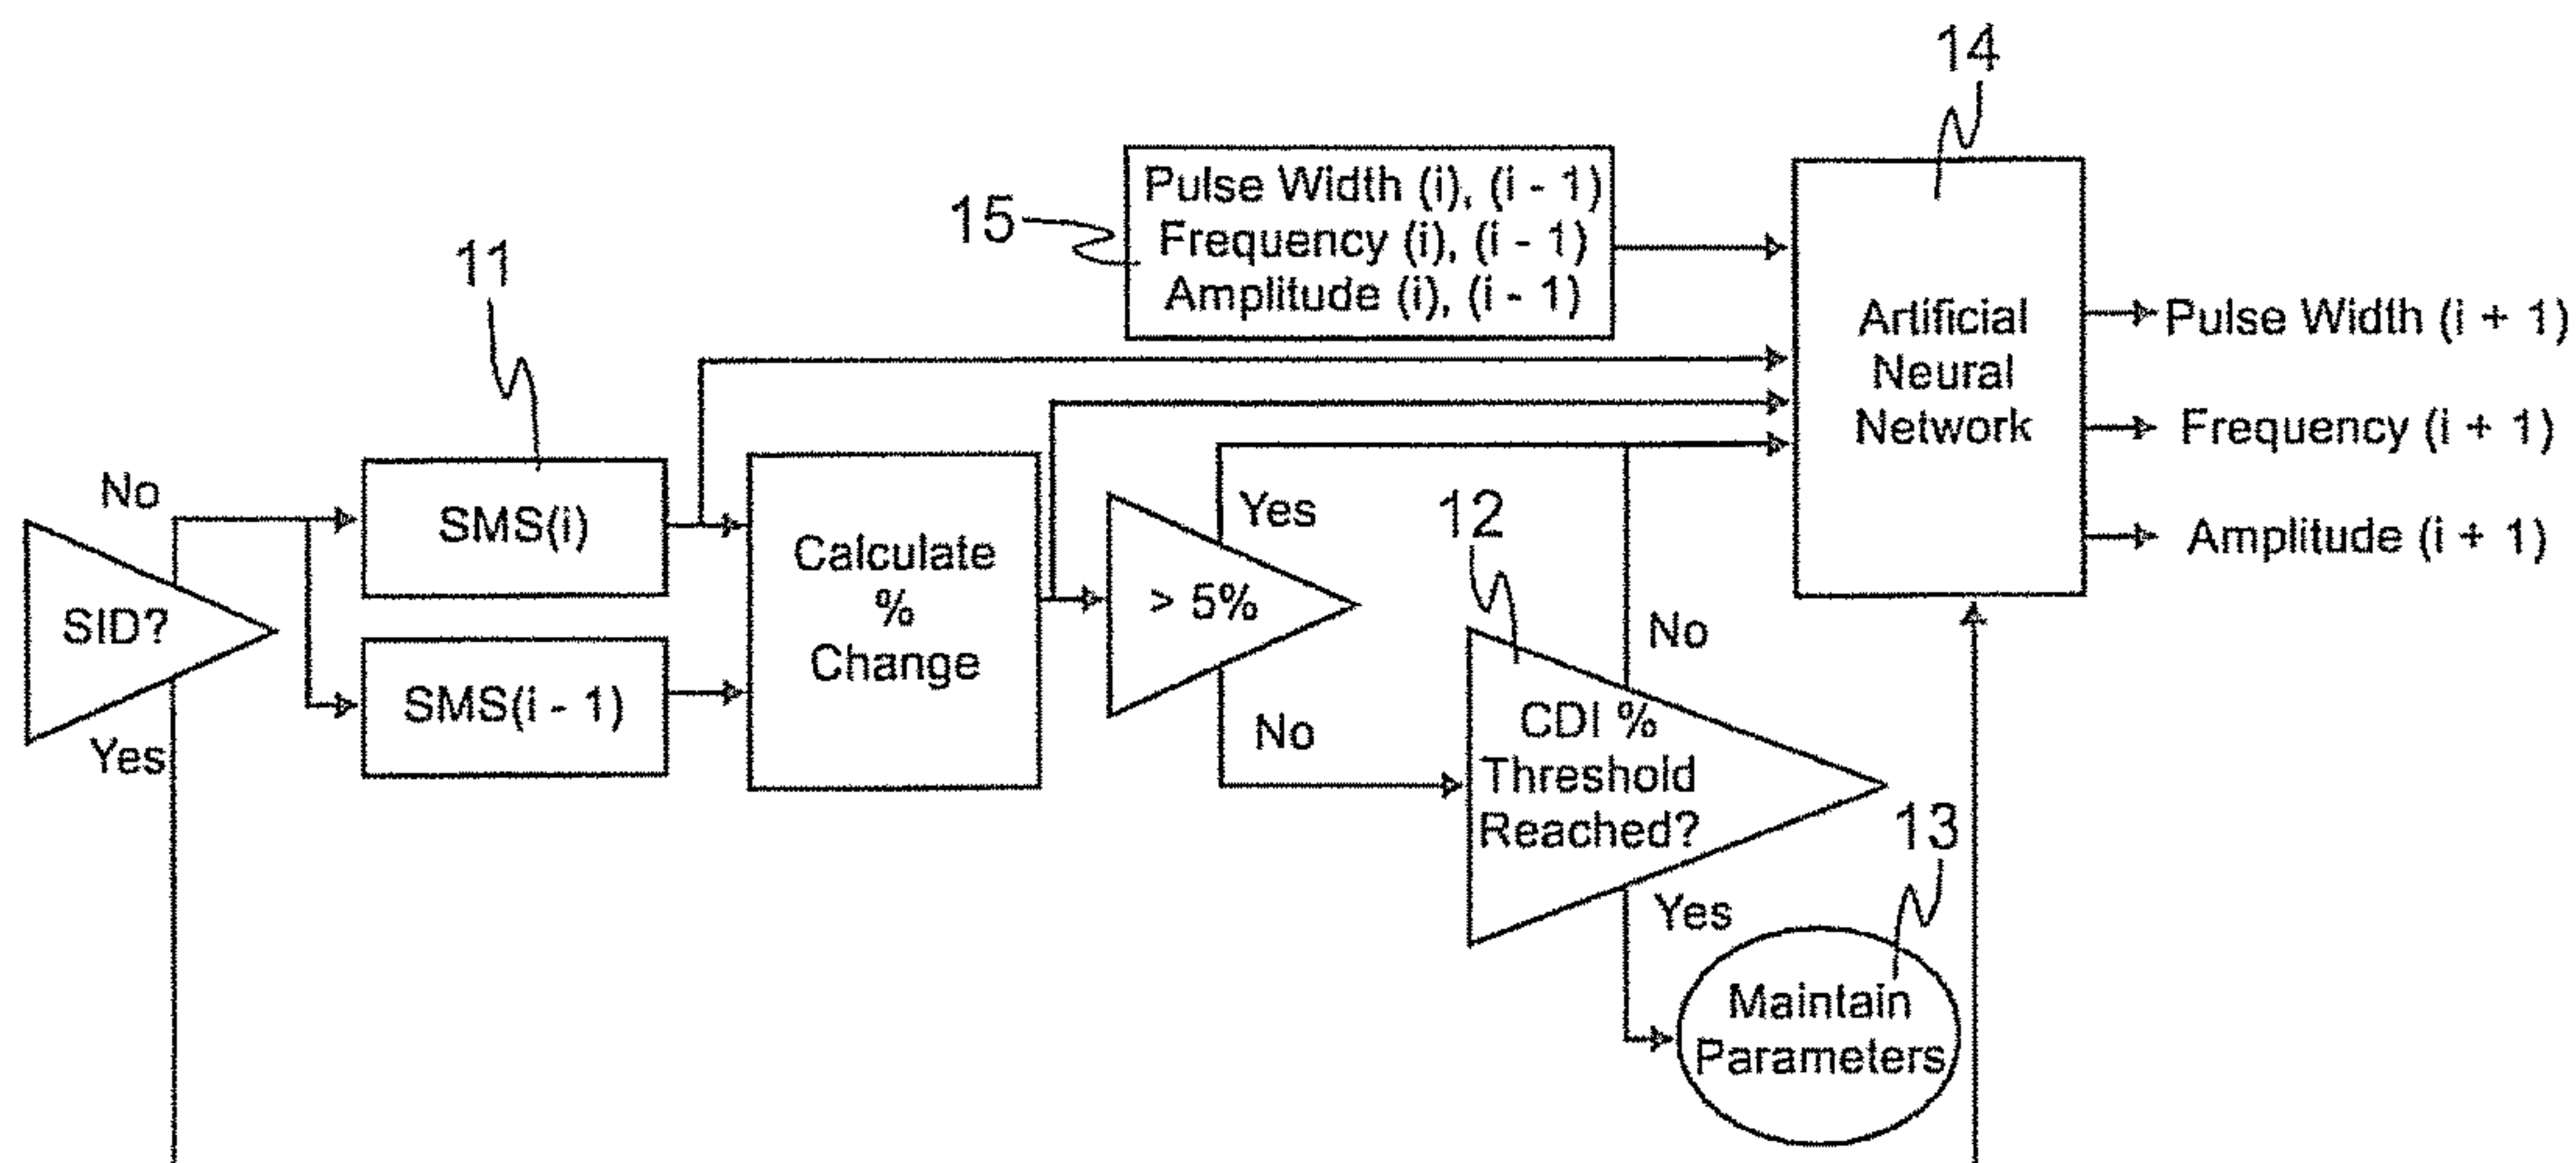 14
15
Pulse Width (i), (i - 1)
Frequency (i), (i - 1)
Amplitude (i), (i - 1)
11
Artificial
Neural
Network
Pulse Width (i + 1)
Frequency (i + 1)
Amplitude (i + 1)
No
SID?
Yes
SMS(i)
SMS(i - 1)
Calculate
%
Change
> 5%
Yes
No
12
CDI %
Threshold
Reached?
No
Yes
13
Maintain
Parameters